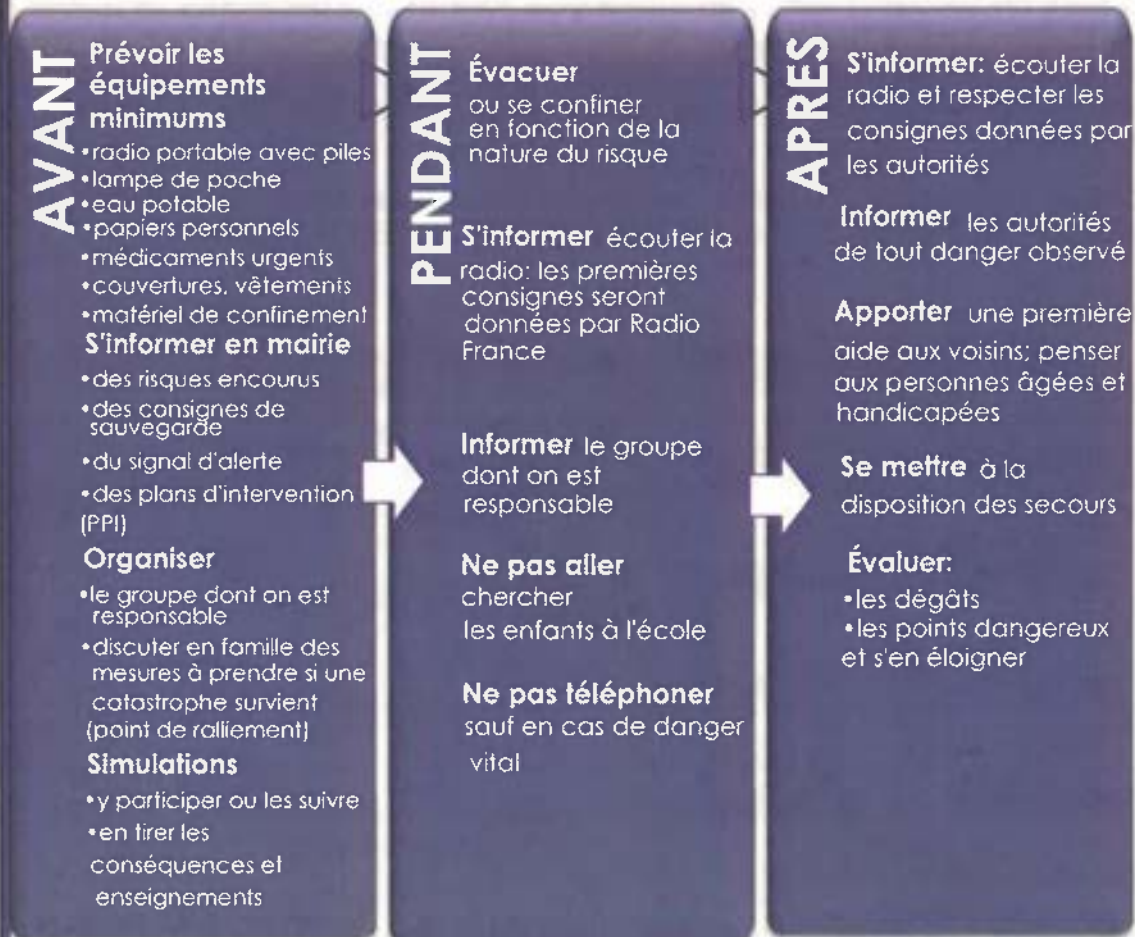 AVANT
Prévoir les
équipements
minimums
•radio portable avec piles
•lampe de poche
•eau potable
•papiers personnels
•médicaments urgents
•couvertures, vêtements
•matériel de confinement
S'informer en mairie
•des risques encourus
•des consignes de
sauvegarde
•du signal d'alerte
•des plans d'intervention
(PPI)
Organiser
•le groupe dont on est
responsable
•discuter en famille des
mesures à prendre si une
catastrophe survient
(point de ralliement)
Simulations
•y participer ou les suivre
•en tirer les
conséquences et
enseignements
PENDANT
Évacuer
ou se confiner
en fonction de la
nature du risque
S'informer écouter la
radio: les premières
consignes seront
données par Radio
France
Informer le groupe
dont on est
responsable
Ne pas aller
chercher
les enfants à l'école
Ne pas téléphoner
sauf en cas de danger
vital
APRES
S'informer: écouter la
radio et respecter les
consignes données par
les autorités
Informer les autorités
de tout danger observé
Apporter une première
aide aux voisins; penser
aux personnes âgées et
handicapées
Se mettre à la
disposition des secours
Évaluer:
•les dégâts
•les points dangereux
et s'en éloigner